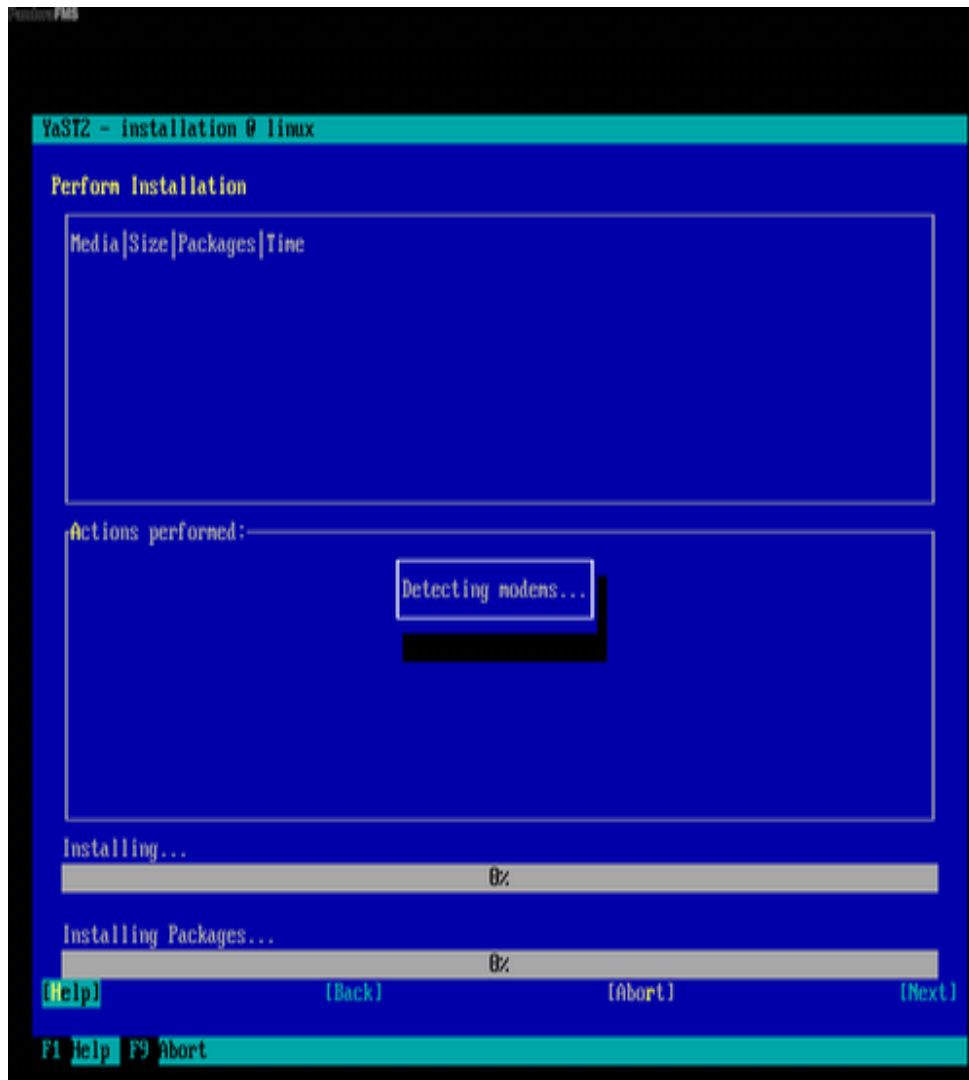 PandoraFMS
YaST2 - installation @ linux
Perform Installation
Media|Size|Packages|Time
Actions performed:
Detecting modems...
Installing...
0%
Installing Packages...
0%
[Help] [Back] [Abort] [Next]
F1 Help F9 Abort